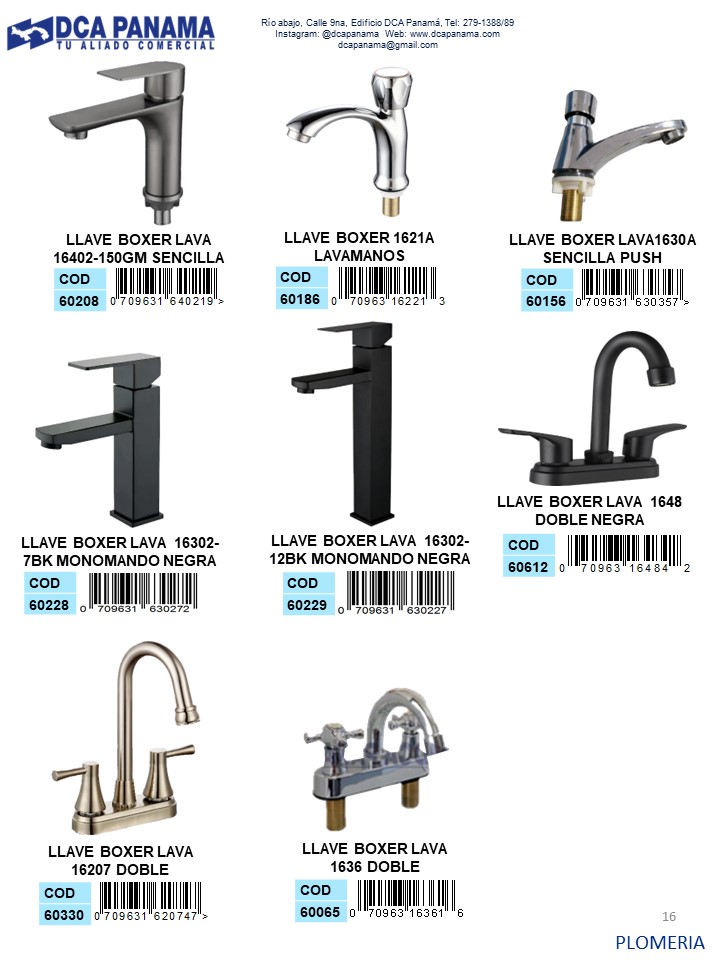 DCA PANAMA
TU ALIADO COMERCIAL
Río abajo, Calle 9na, Edificio DCA Panamá, Tel: 279-1388/89
Instagram: @dcapanama Web: www.dcapanama.com
dcapanama@gmail.com
LLAVE BOXER LAVA
16402-150GM SENCILLA
COD
60208
0 709631 640219 >
LLAVE BOXER 1621A
LAVAMANOS
COD
60186
0 70963 16221 3
LLAVE BOXER LAVA1630A
SENCILLA PUSH
COD
60156
0 709631 630357 >
LLAVE BOXER LAVA 16302-
7BK MONOMANDO NEGRA
COD
60228
0 709631 630272
LLAVE BOXER LAVA 16302-
12BK MONOMANDO NEGRA
COD
60229
0 709631 630227
LLAVE BOXER LAVA 1648
DOBLE NEGRA
COD
60612
0 70963 16484 2
LLAVE BOXER LAVA
16207 DOBLE
COD
60330
0 709631 620747 >
LLAVE BOXER LAVA
1636 DOBLE
COD
60065
0 70963 16361 6
16
PLOMERIA